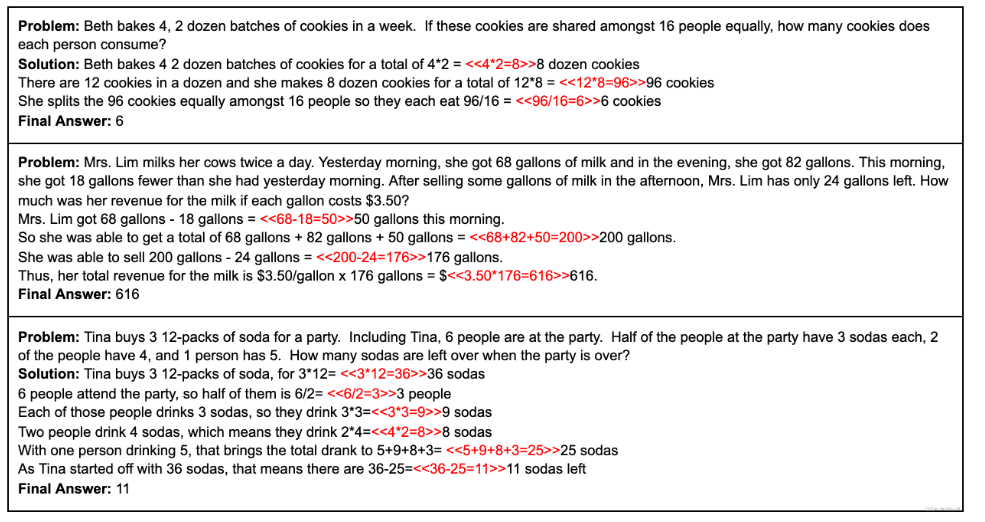 Problem: Beth bakes 4, 2 dozen batches of cookies in a week.  If these cookies are shared amongst 16 people equally, how many cookies does
each person consume?
Solution: Beth bakes 4 2 dozen batches of cookies for a total of 4*2 = <<4*2=8>>8 dozen cookies
There are 12 cookies in a dozen and she makes 8 dozen cookies for a total of 12*8 = <<12*8=96>>96 cookies
She splits the 96 cookies equally amongst 16 people so they each eat 96/16 = <<96/16=6>>6 cookies
Final Answer: 6
Problem: Mrs. Lim milks her cows twice a day. Yesterday morning, she got 68 gallons of milk and in the evening, she got 82 gallons. This morning,
she got 18 gallons fewer than she had yesterday morning. After selling some gallons of milk in the afternoon, Mrs. Lim has only 24 gallons left. How
much was her revenue for the milk if each gallon costs $3.50?
Mrs. Lim got 68 gallons - 18 gallons = <<68-18=50>>50 gallons this morning.
So she was able to get a total of 68 gallons + 82 gallons + 50 gallons = <<68+82+50=200>>200 gallons.
She was able to sell 200 gallons - 24 gallons = <<200-24=176>>176 gallons.
Thus, her total revenue for the milk is $3.50/gallon x 176 gallons = $<<3.50*176=616>>616.
Final Answer: 616
Problem: Tina buys 3 12-packs of soda for a party.  Including Tina, 6 people are at the party.  Half of the people at the party have 3 sodas each, 2
of the people have 4, and 1 person has 5.  How many sodas are left over when the party is over?
Solution: Tina buys 3 12-packs of soda, for 3*12= <<3*12=36>>36 sodas
6 people attend the party, so half of them is 6/2= <<6/2=3>>3 people
Each of those people drinks 3 sodas, so they drink 3*3=<<3*3=9>>9 sodas
Two people drink 4 sodas, which means they drink 2*4=<<4*2=8>>8 sodas
With one person drinking 5, that brings the total drank to 5+9+8+3= <<5+9+8+3=25>>25 sodas
As Tina started off with 36 sodas, that means there are 36-25=<<36-25=11>>11 sodas left
Final Answer: 11